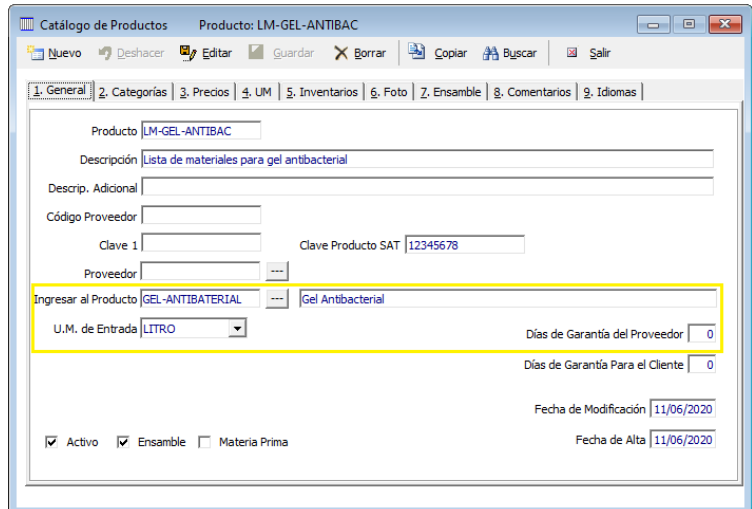 Catálogo de Productos Producto: LM-GEL-ANTIBAC
Nuevo Deshacer Editar Guardar Borrar Copiar Buscar Salir
1. General 2. Categorías 3. Precios 4. UM 5. Inventarios 6. Foto 7. Ensamble 8. Comentarios 9. Idiomas
Producto LM-GEL-ANTIBAC
Descripción Lista de materiales para gel antibacterial
Descrip. Adicional
Código Proveedor
Clave 1 Clave Producto SAT 12345678
Proveedor ---
Ingresar al Producto GEL-ANTIBATERIAL --- Gel Antibacterial
U.M. de Entrada LITRO
Días de Garantía del Proveedor 0
Días de Garantía Para el Cliente 0
Fecha de Modificación 11/06/2020
Activo Ensamble Materia Prima Fecha de Alta 11/06/2020